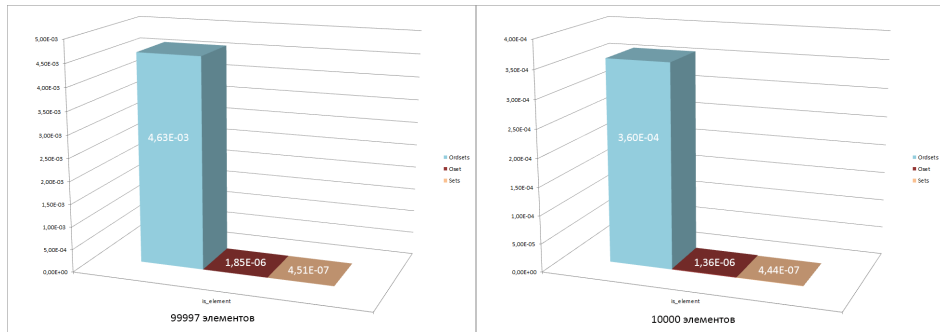 5,00E-03
4,50E-03
4,00E-03
3,50E-03
3,00E-03
2,50E-03
2,00E-03
1,50E-03
1,00E-03
5,00E-04
0,00E+00
4,63E-03
1,85E-06
4,51E-07
Ordsets
Oset
Sets
is_element
99997 элементов
4,00E-04
3,50E-04
3,00E-04
2,50E-04
2,00E-04
1,50E-04
1,00E-04
5,00E-05
0,00E+00
3,60E-04
1,36E-06
4,44E-07
Ordsets
Oset
Sets
is_element
10000 элементов